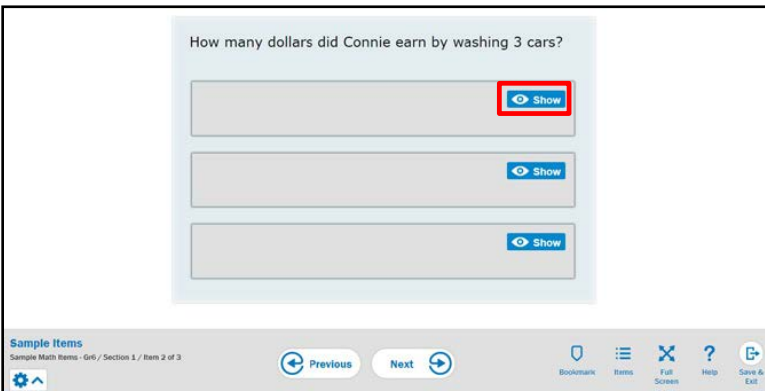 How many dollars did Connie earn by washing 3 cars?
Show
Show
Show
Sample Items
Sample Math Items - Gr6 / Section 1 / Item 2 of 3
Previous
Next
Bookmark
Items
Full
Screen
?
Help
Save &
Exit